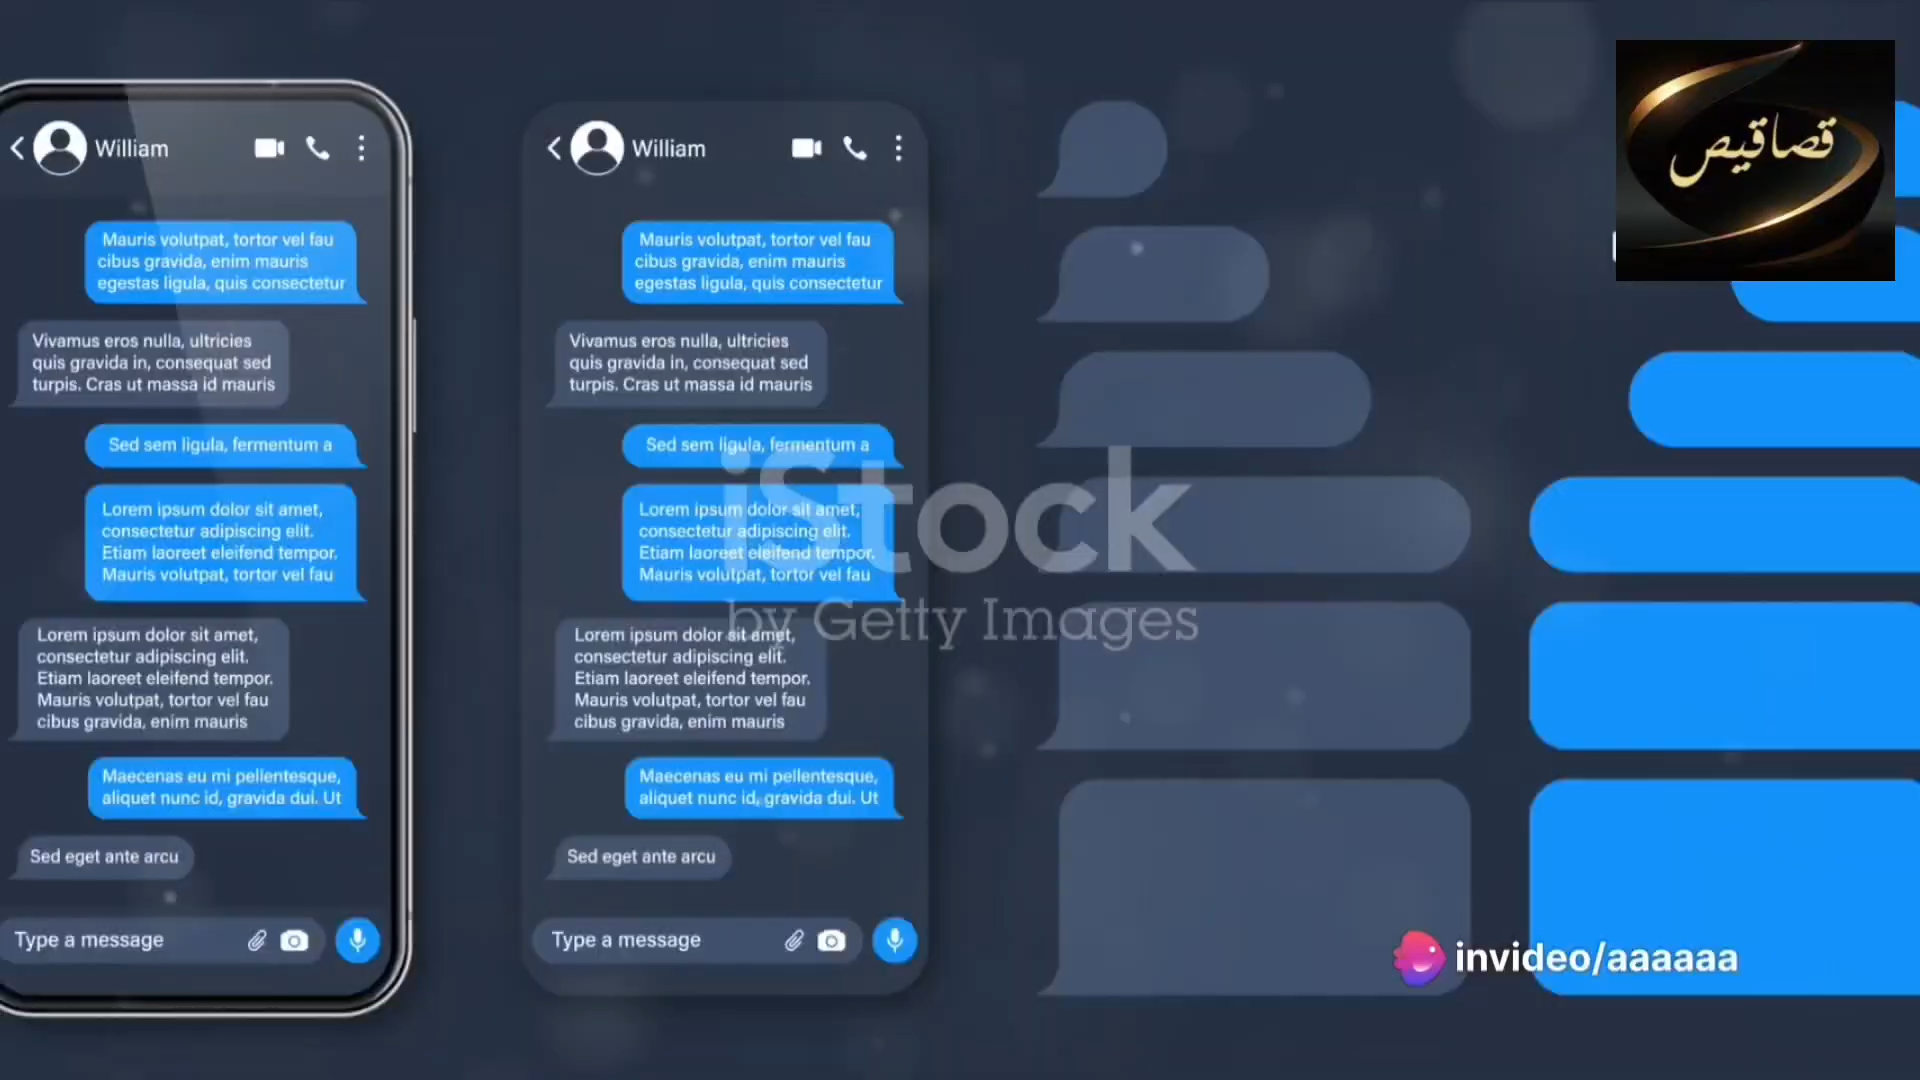 William
Mauris volutpat, tortor vel fau
cibus gravida, enim mauris
egestas ligula, quis consectetur
Vivamus eros nulla, ultricies
quis gravida in, consequat sed
turpis. Cras ut massa id mauris
Sed sem ligula, fermentum a
Lorem ipsum dolor sit amet,
consectetur adipiscing elit.
Etiam laoreet eleifend tempor.
Mauris volutpat, tortor vel fau
Lorem ipsum dolor sit amet,
consectetur adipiscing elit.
Etiam laoreet eleifend tempor.
Mauris volutpat, tortor vel fau
cibus gravida, enim mauris
Maecenas eu mi pellentesque,
aliquet nunc id, gravida dui. Ut
Sed eget ante arcu
Type a message
William
Mauris volutpat, tortor vel fau
cibus gravida, enim mauris
egestas ligula, quis consectetur
Vivamus eros nulla, ultricies
quis gravida in, consequat sed
turpis. Cras ut massa id mauris
Sed sem ligula, fermentum a
Lorem ipsum dolor sit amet,
consectetur adipiscing elit.
Etiam laoreet eleifend tempor.
Mauris volutpat, tortor vel fau
Lorem ipsum dolor sit amet,
consectetur adipiscing elit.
Etiam laoreet eleifend tempor.
Mauris volutpat, tortor vel fau
cibus gravida, enim mauris
Maecenas eu mi pellentesque,
aliquet nunc id, gravida dui. Ut
Sed eget ante arcu
Type a message
iStock
by Getty Images
قصاقيص
invideo/aaaaaa